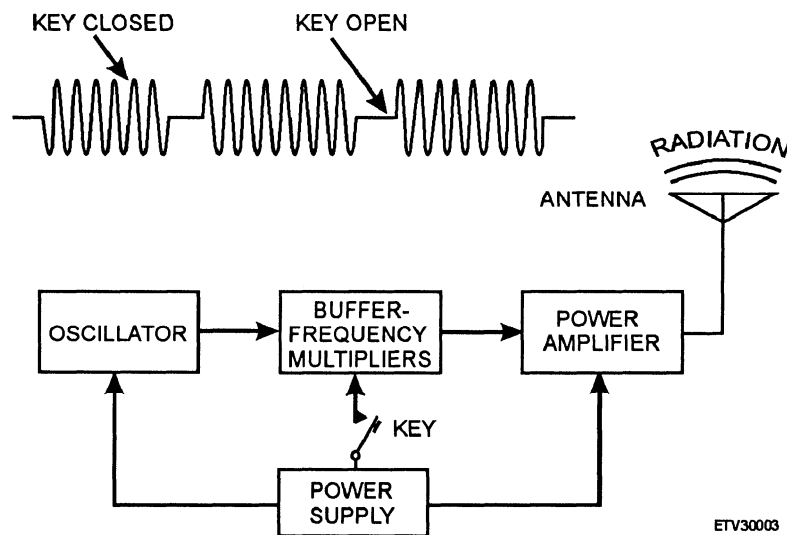 KEY CLOSED
KEY OPEN
RADIATION
ANTENNA
OSCILLATOR
BUFFER-
FREQUENCY
MULTIPLIERS
POWER
AMPLIFIER
KEY
POWER
SUPPLY
ETV30003